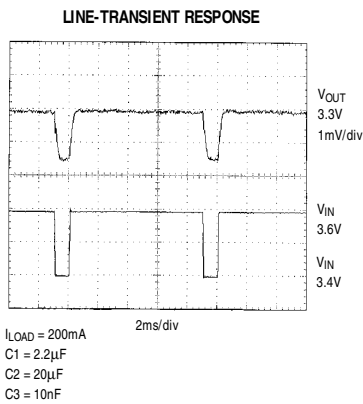 LINE-TRANSIENT RESPONSE
VOUT
3.3V
1mV/div
VIN
3.6V
VIN
3.4V
2ms/div
ILOAD = 200mA
C1 = 2.2µF
C2 = 20µF
C3 = 10nF